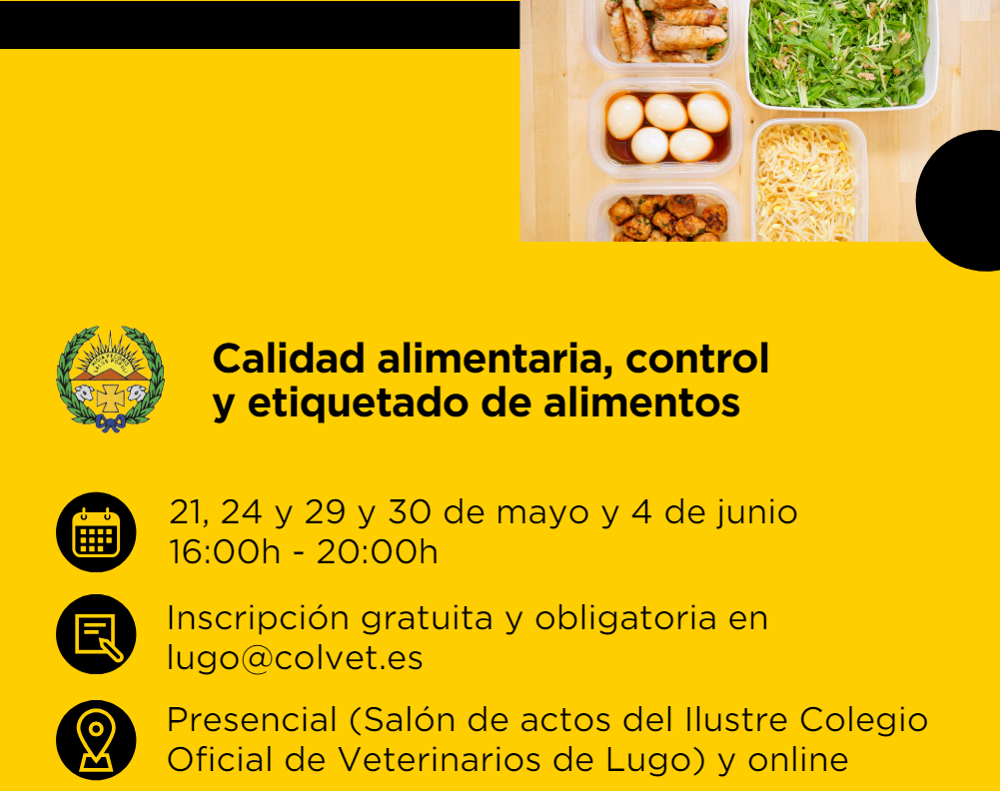 Calidad alimentaria, control
y etiquetado de alimentos
21, 24 y 29 y 30 de mayo y 4 de junio
16:00h - 20:00h
Inscripción gratuita y obligatoria en
lugo@colvet.es
Presencial (Salón de actos del Ilustre Colegio
Oficial de Veterinarios de Lugo) y online